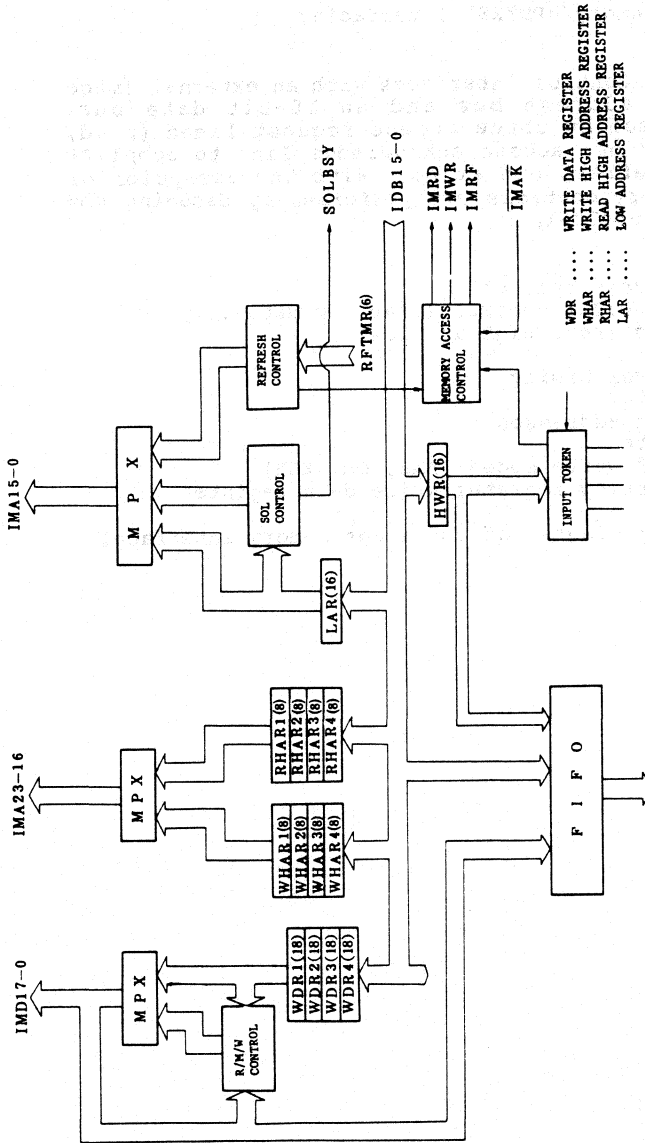 IMD17-0
IMA23-16
IMA15-0
MPX
MPX
MPX
R/M/W
CONTROL
WDR1(18)
WDR2(18)
WDR3(18)
WDR4(18)
WHAR1(8)
WHAR2(8)
WHAR3(8)
WHAR4(8)
RHAR1(8)
RHAR2(8)
RHAR3(8)
RHAR4(8)
LAR(16)
SOL
CONTROL
REFRESH
CONTROL
RFTMR(6)
SOLBSY
IDB15-0
HWR(16)
MEMORY ACCESS
CONTROL
IMRD
IMWR
IMRF
IMAK
FIFO
INPUT TOKEN
WDR .... WRITE DATA REGISTER
WHAR .... WRITE HIGH ADDRESS REGISTER
RHAR .... READ HIGH ADDRESS REGISTER
LAR .... LOW ADDRESS REGISTER